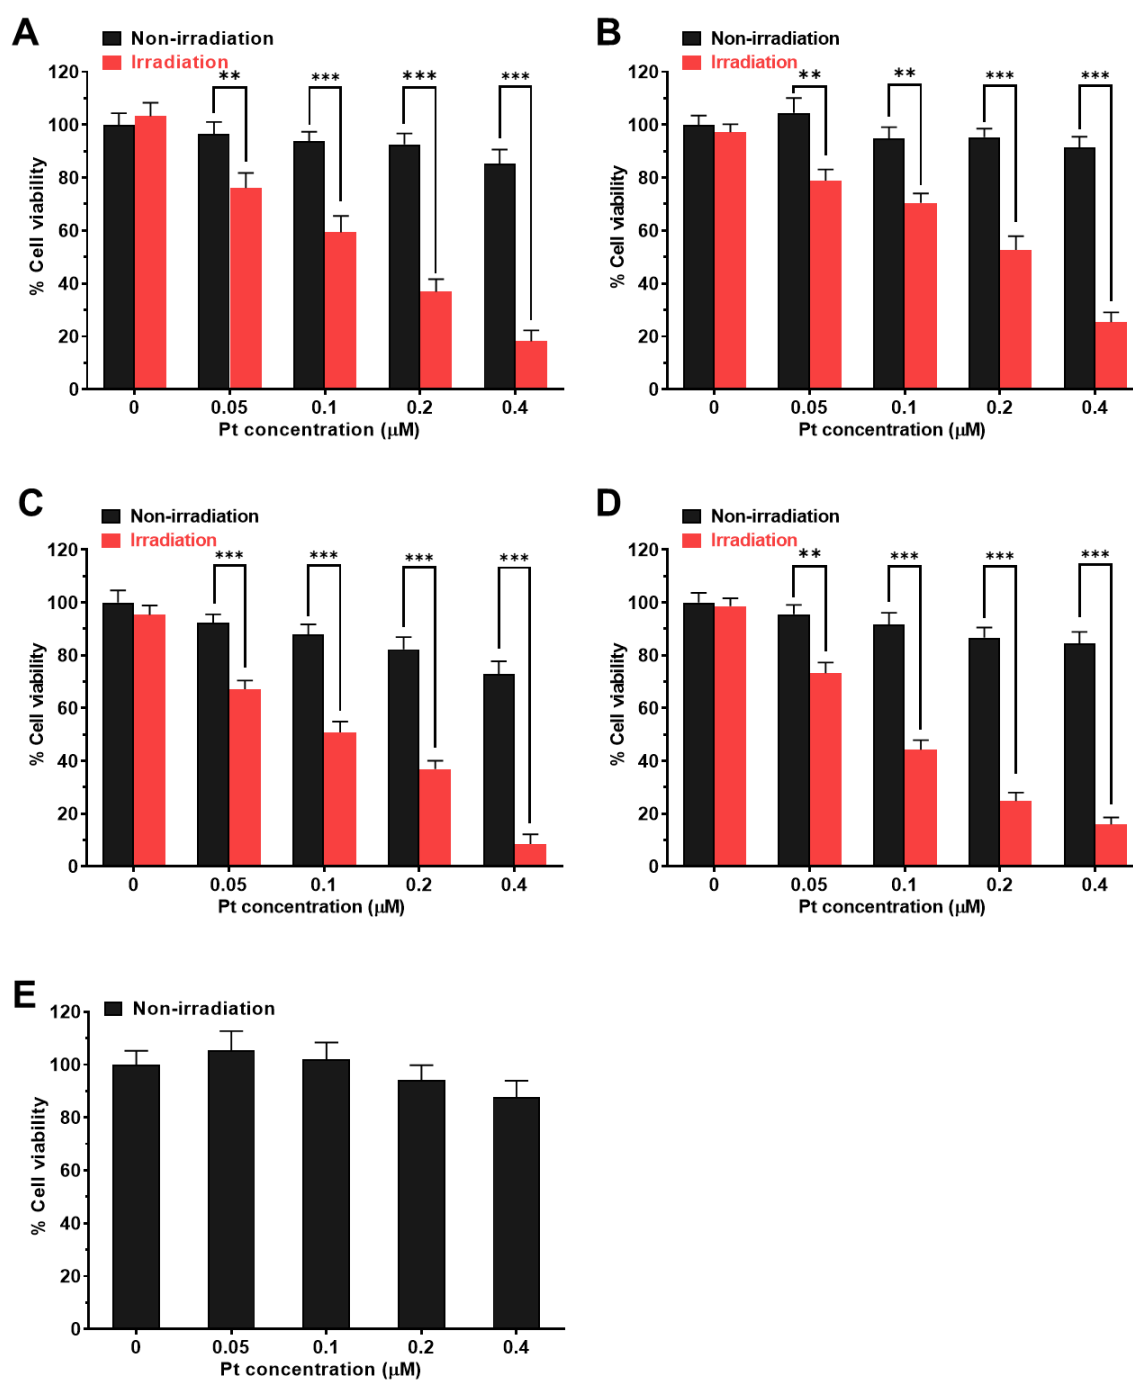 A
Non-irradiation
Irradiation
120
100
80
60
40
20
0
% Cell viability
** *** *** ***
0 0.05 0.1 0.2 0.4
Pt concentration (μM)
B
Non-irradiation
Irradiation
120
100
80
60
40
20
0
% Cell viability
** ** *** ***
0 0.05 0.1 0.2 0.4
Pt concentration (μM)
C
Non-irradiation
Irradiation
120
100
80
60
40
20
0
% Cell viability
*** *** *** ***
0 0.05 0.1 0.2 0.4
Pt concentration (μM)
D
Non-irradiation
Irradiation
120
100
80
60
40
20
0
% Cell viability
** *** *** ***
0 0.05 0.1 0.2 0.4
Pt concentration (μM)
E
Non-irradiation
120
100
80
60
40
20
0
% Cell viability
0 0.05 0.1 0.2 0.4
Pt concentration (μM)